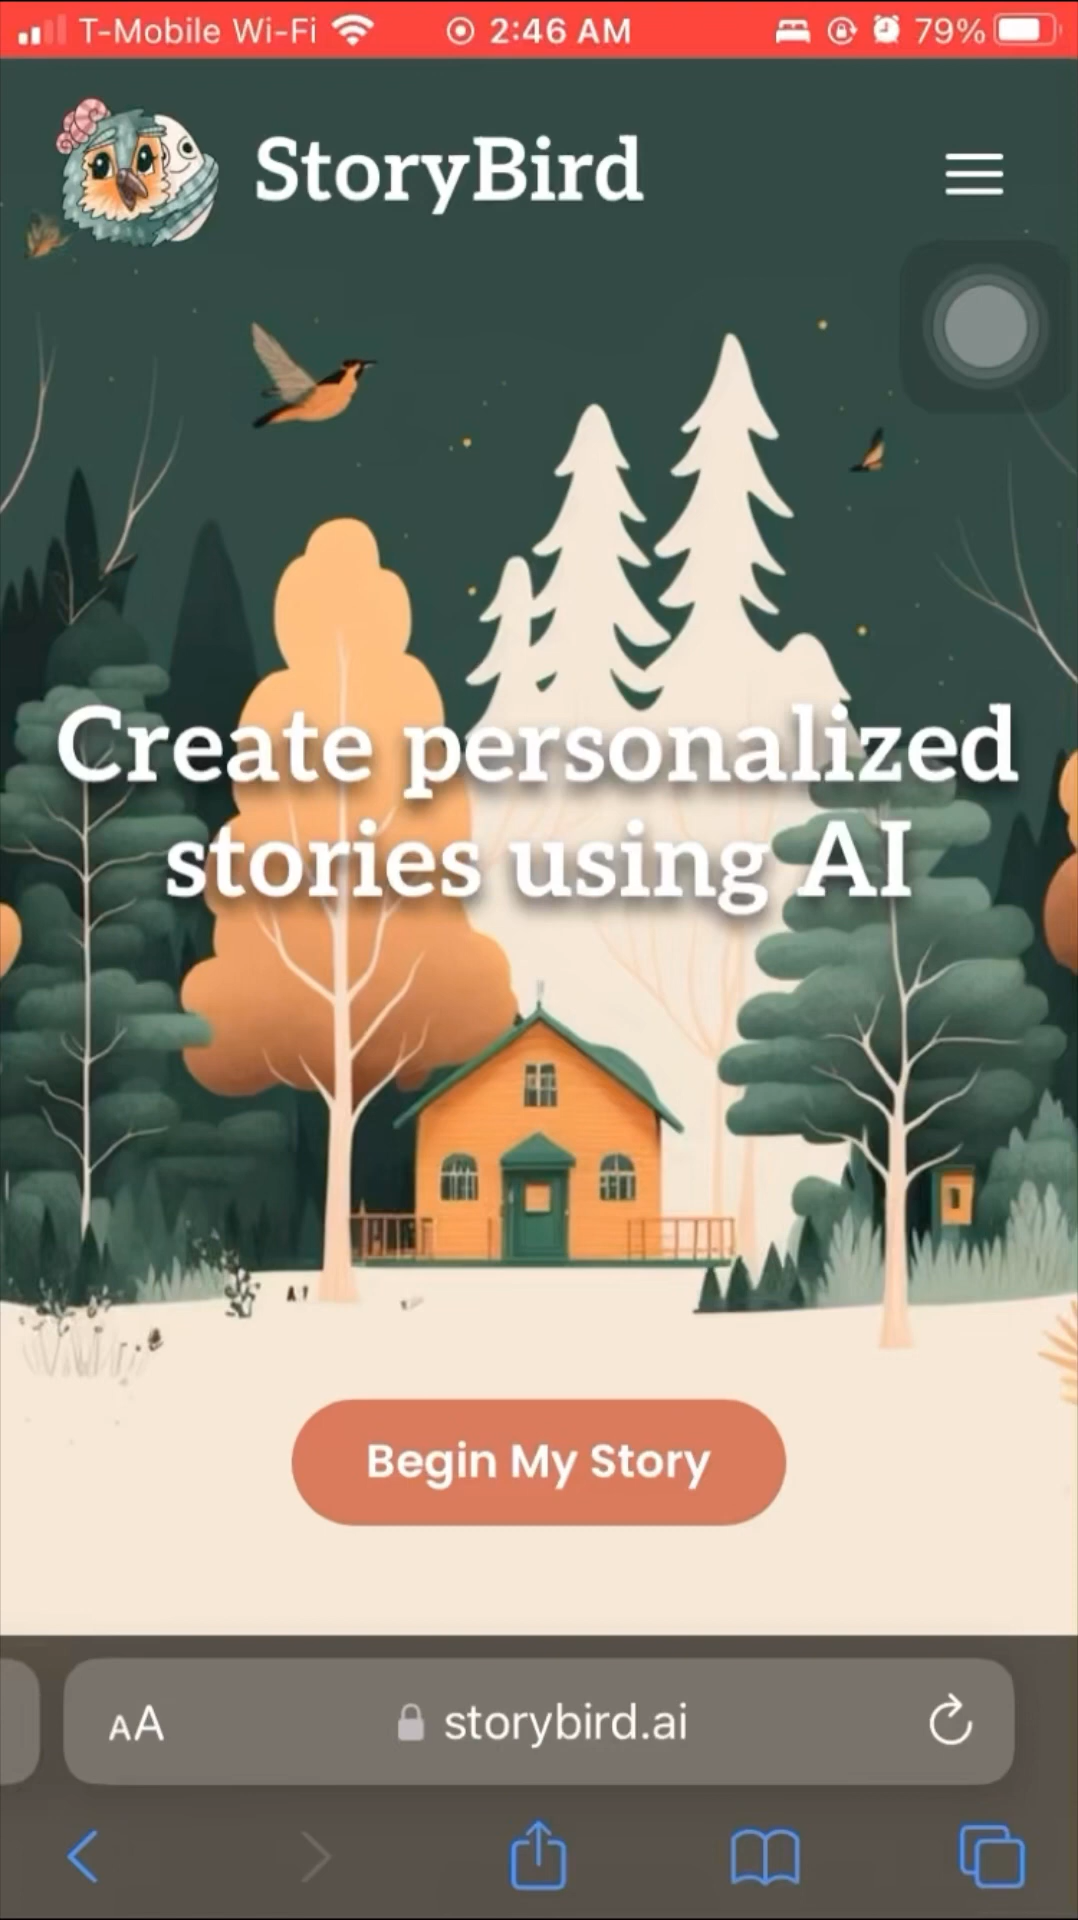 T-Mobile Wi-Fi 2:46 AM 79%
StoryBird
Create personalized
stories using AI
Begin My Story
AA storybird.ai